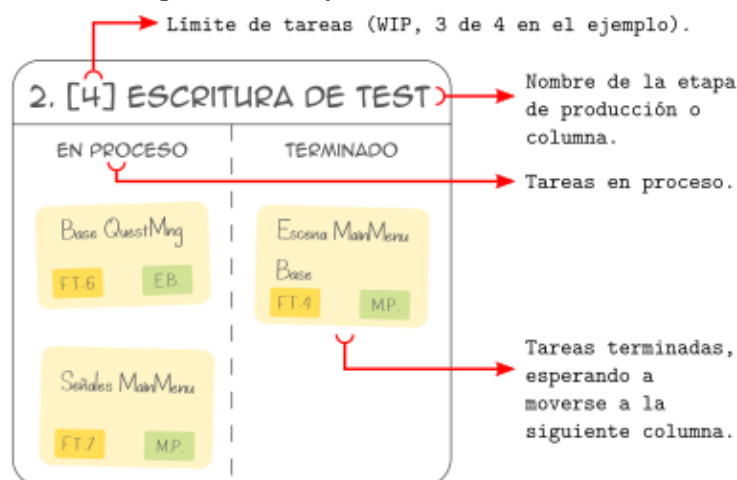 Límite de tareas (WIP, 3 de 4 en el ejemplo).
2. [4] ESCRITURA DE TEST
Nombre de la etapa
de producción o
columna.
EN PROCESO
TERMINADO
Tareas en proceso.
Base QuestMng
FT.6
E.B.
Escena MainMenu
Base
FT.4
M.P.
Señales MainMenu
FT.7
M.P.
Tareas terminadas,
esperando a
moverse a la
siguiente columna.